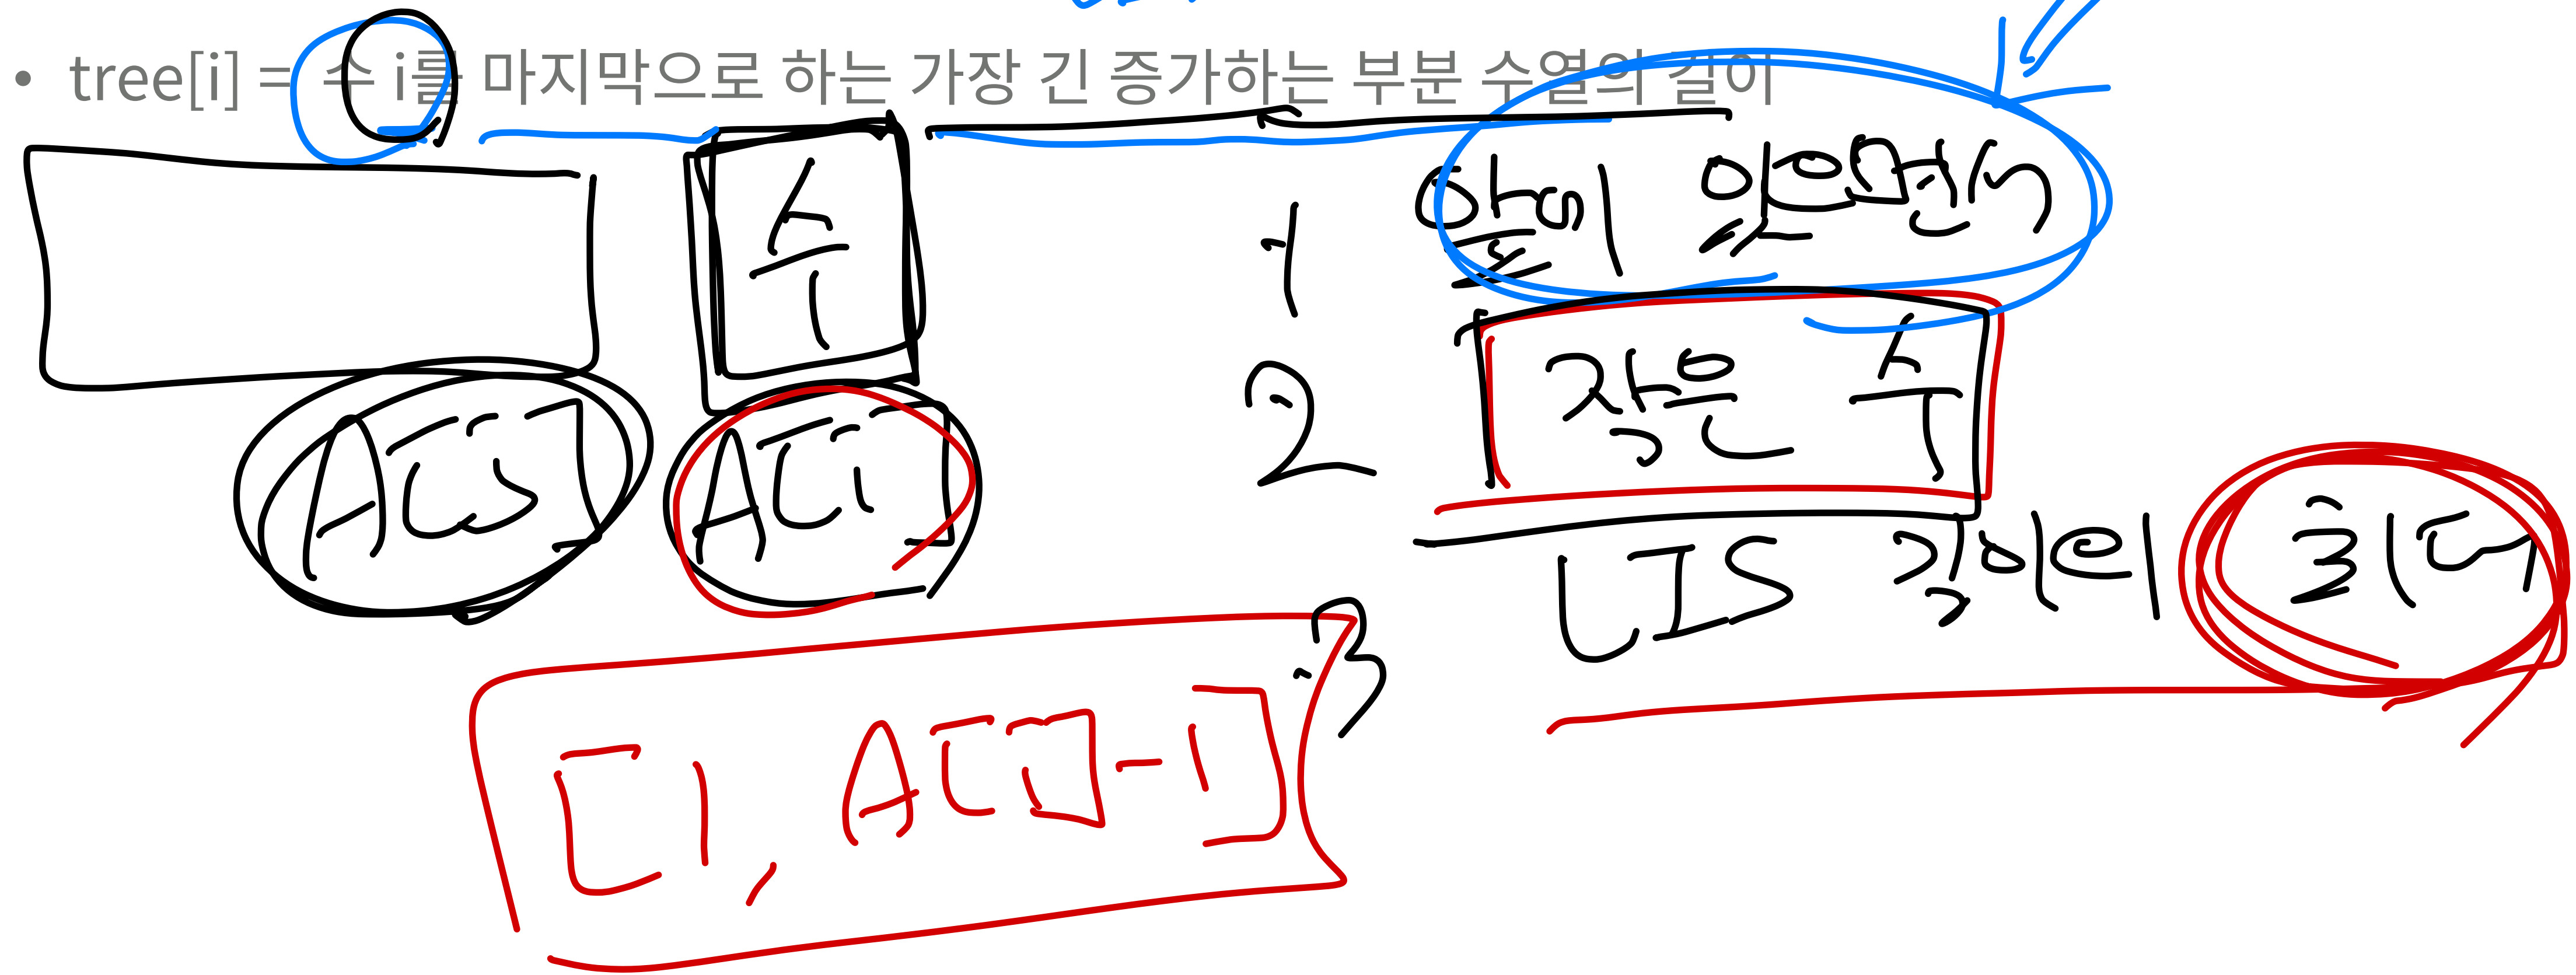 • tree[i] = 수 i를 마지막으로 하는 가장 긴 증가하는 부분 수열의 길이
수
1 앞에 있으면서
2 작은 수
A[j] A[i]
3 LIS 길이의 최대
[1, A[i]-1]